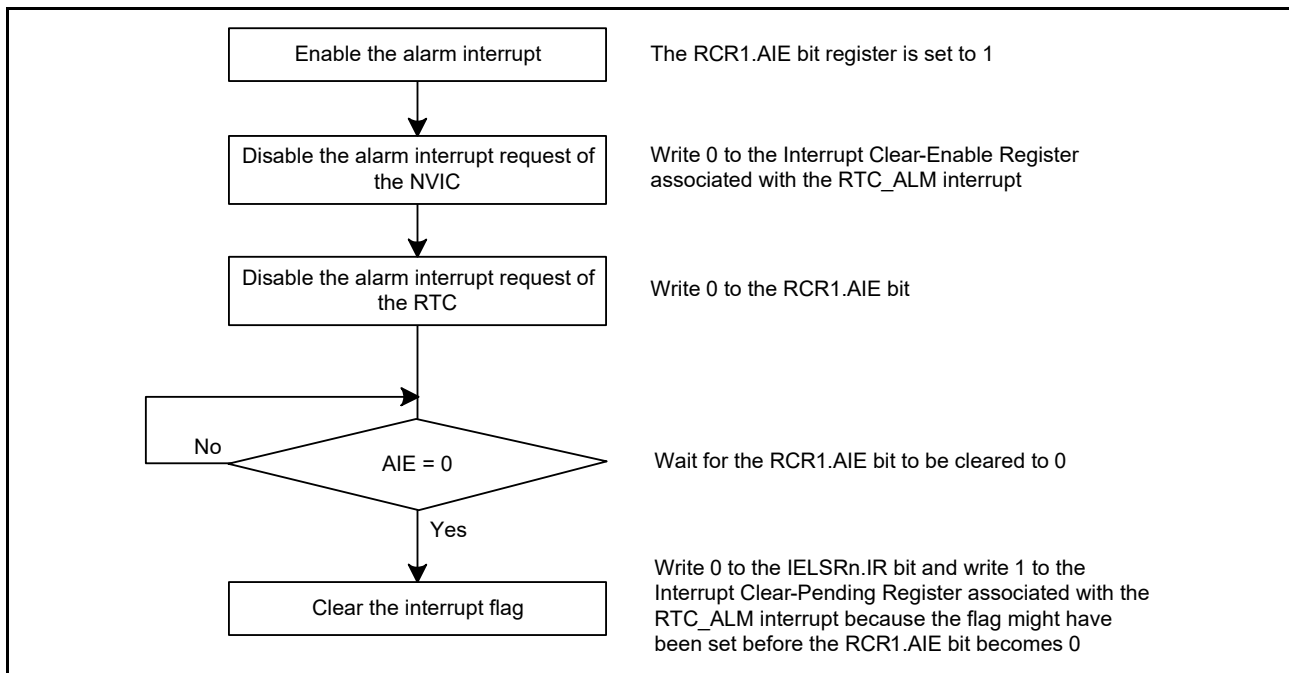 Enable the alarm interrupt
The RCR1.AIE bit register is set to 1
Disable the alarm interrupt request of
the NVIC
Write 0 to the Interrupt Clear-Enable Register
associated with the RTC_ALM interrupt
Disable the alarm interrupt request of
the RTC
Write 0 to the RCR1.AIE bit
No
AIE = 0
Wait for the RCR1.AIE bit to be cleared to 0
Yes
Clear the interrupt flag
Write 0 to the IELSRn.IR bit and write 1 to the
Interrupt Clear-Pending Register associated with the
RTC_ALM interrupt because the flag might have
been set before the RCR1.AIE bit becomes 0